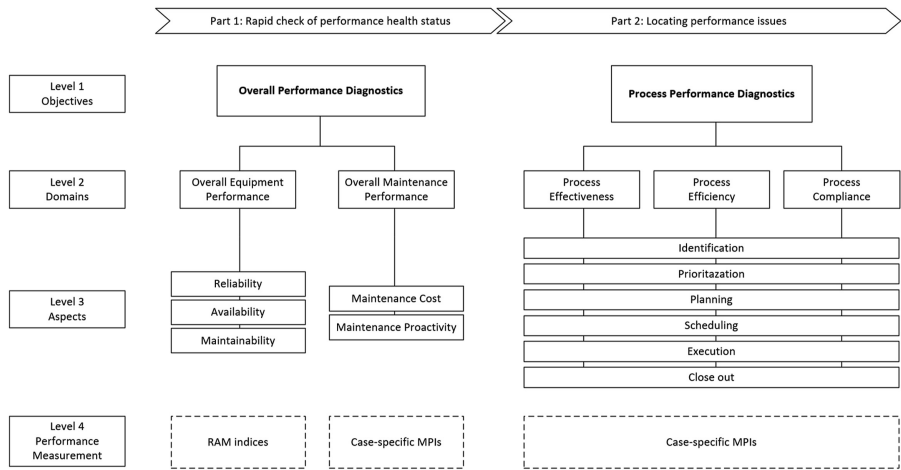 Part 1: Rapid check of performance health status
Part 2: Locating performance issues
Level 1
Objectives
Overall Performance Diagnostics
Process Performance Diagnostics
Level 2
Domains
Overall Equipment
Performance
Overall Maintenance
Performance
Process
Effectiveness
Process
Efficiency
Process
Compliance
Level 3
Aspects
Reliability
Availability
Maintainability
Maintenance Cost
Maintenance Proactivity
Identification
Prioritazation
Planning
Scheduling
Execution
Close out
Level 4
Performance
Measurement
RAM indices
Case-specific MPIs
Case-specific MPIs